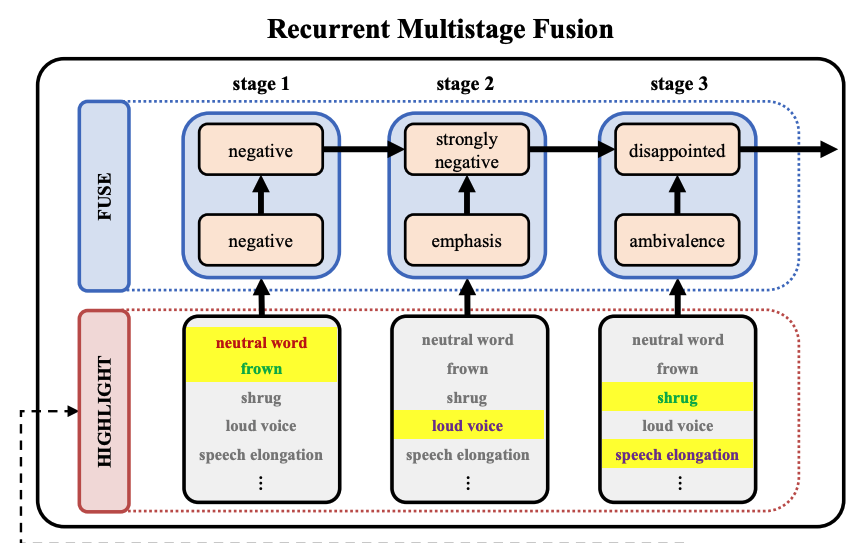 Recurrent Multistage Fusion
stage 1
stage 2
stage 3
FUSE
negative
strongly
negative
disappointed
negative
emphasis
ambivalence
HIGHLIGHT
neutral word
frown
shrug
loud voice
speech elongation
⋮
neutral word
frown
shrug
loud voice
speech elongation
⋮
neutral word
frown
shrug
loud voice
speech elongation
⋮